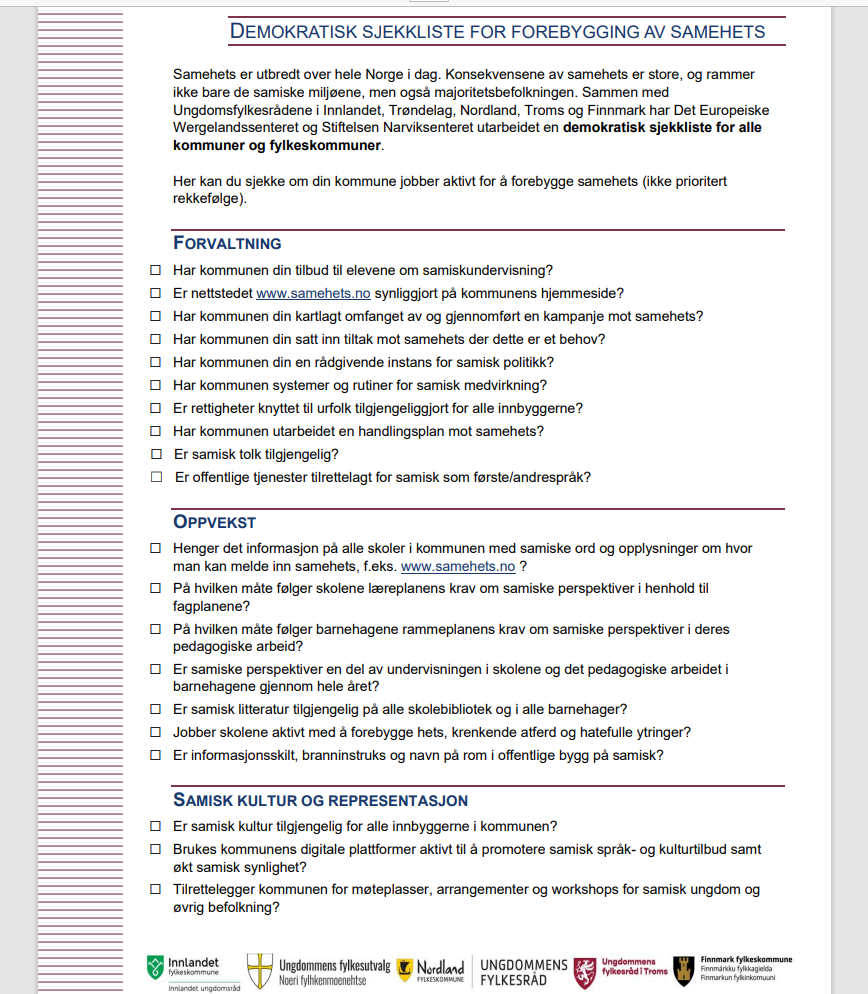 DEMOKRATISK SJEKKLISTE FOR FOREBYGGING AV SAMEHETS
Samehets er utbredt over hele Norge i dag. Konsekvensene av samehets er store, og rammer
ikke bare de samiske miljøene, men også majoritetsbefolkningen. Sammen med
Ungdomsfylkesrådene i Innlandet, Trøndelag, Nordland, Troms og Finnmark har Det Europeiske
Wergelandssenteret og Stiftelsen Narviksenteret utarbeidet en demokratisk sjekkliste for alle
kommuner og fylkeskommuner.
Her kan du sjekke om din kommune jobber aktivt for å forebygge samehets (ikke prioritert
rekkefølge).
FORVALTNING
☐ Har kommunen din tilbud til elevene om samiskundervisning?
☐ Er nettstedet www.samehets.no synliggjort på kommunens hjemmeside?
☐ Har kommunen din kartlagt omfanget av og gjennomført en kampanje mot samehets?
☐ Har kommunen din satt inn tiltak mot samehets der dette er et behov?
☐ Har kommunen din en rådgivende instans for samisk politikk?
☐ Har kommunen systemer og rutiner for samisk medvirkning?
☐ Er rettigheter knyttet til urfolk tilgjengeliggjort for alle innbyggerne?
☐ Har kommunen utarbeidet en handlingsplan mot samehets?
☐ Er samisk tolk tilgjengelig?
☐ Er offentlige tjenester tilrettelagt for samisk som første/andrespråk?
OPPVEKST
☐ Henger det informasjon på alle skoler i kommunen med samiske ord og opplysninger om hvor
man kan melde inn samehets, f.eks. www.samehets.no ?
☐ På hvilken måte følger skolene læreplanens krav om samiske perspektiver i henhold til
fagplanene?
☐ På hvilken måte følger barnehagene rammeplanens krav om samiske perspektiver i deres
pedagogiske arbeid?
☐ Er samiske perspektiver en del av undervisningen i skolene og det pedagogiske arbeidet i
barnehagene gjennom hele året?
☐ Er samisk litteratur tilgjengelig på alle skolebibliotek og i alle barnehager?
☐ Jobber skolene aktivt med å forebygge hets, krenkende atferd og hatefulle ytringer?
☐ Er informasjonsskilt, branninstruks og navn på rom i offentlige bygg på samisk?
SAMISK KULTUR OG REPRESENTASJON
☐ Er samisk kultur tilgjengelig for alle innbyggerne i kommunen?
☐ Brukes kommunens digitale plattformer aktivt til å promotere samisk språk- og kulturtilbud samt
økt samisk synlighet?
☐ Tilrettelegger kommunen for møteplasser, arrangementer og workshops for samisk ungdom og
øvrig befolkning?
Innlandet
fylkeskommune
Innlandet ungdomsråd
Ungdommens fylkesutvalg
Noeri fylhkenmoenehtse
Nordland
FYLKESKOMMUNE
UNGDOMMENS
FYLKESRÅD
Ungdommens
fylkesråd i Troms
Finnmark fylkeskommune
Finnmárkku fylkkagielda
Finmarkun fylkinkomuuni